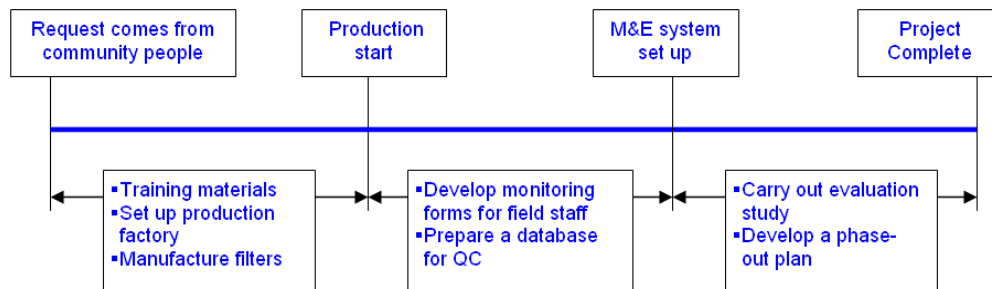 Request comes from
community people
Production
start
M&E system
set up
Project
Complete
▪Training materials
▪Set up production
factory
▪Manufacture filters
▪Develop monitoring
forms for field staff
▪Prepare a database
for QC
▪Carry out evaluation
study
▪Develop a phase-
out plan